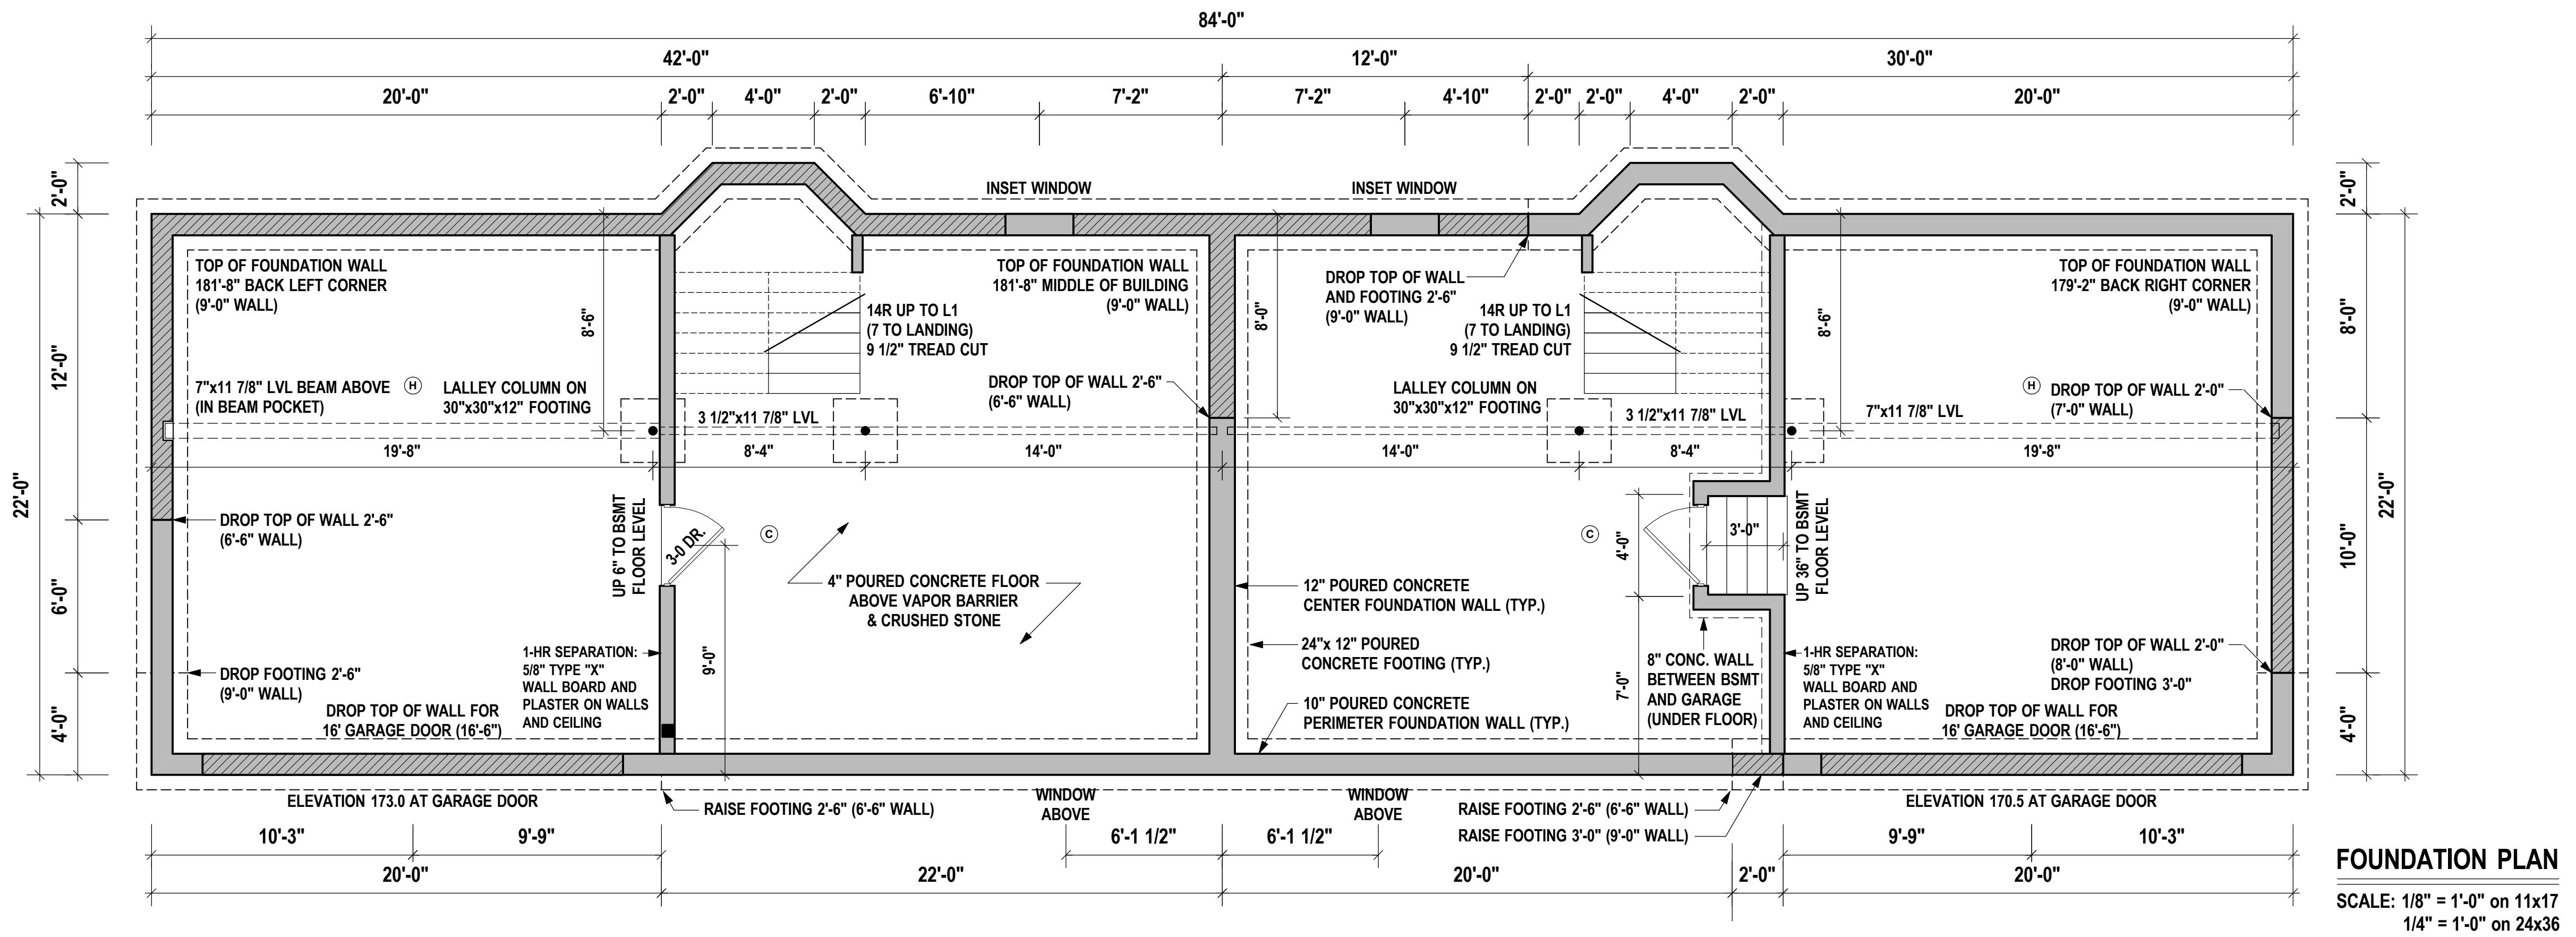 84'-0"
42'-0"
12'-0"
30'-0"
20'-0"
2'-0"
4'-0"
2'-0"
6'-10"
7'-2"
7'-2"
4'-10"
2'-0"
2'-0"
4'-0"
2'-0"
20'-0"
2'-0"
12'-0"
6'-0"
4'-0"
22'-0"
INSET WINDOW
INSET WINDOW
TOP OF FOUNDATION WALL
181'-8" BACK LEFT CORNER
(9'-0" WALL)
8'-6"
14R UP TO L1
(7 TO LANDING)
9 1/2" TREAD CUT
TOP OF FOUNDATION WALL
181'-8" MIDDLE OF BUILDING
(9'-0" WALL)
8'-0"
DROP TOP OF WALL
AND FOOTING 2'-6"
(9'-0" WALL)
14R UP TO L1
(7 TO LANDING)
9 1/2" TREAD CUT
8'-6"
TOP OF FOUNDATION WALL
179'-2" BACK RIGHT CORNER
(9'-0" WALL)
7"x11 7/8" LVL BEAM ABOVE
(IN BEAM POCKET)
H
LALLEY COLUMN ON
30"x30"x12" FOOTING
3 1/2"x11 7/8" LVL
DROP TOP OF WALL 2'-6"
(6'-6" WALL)
LALLEY COLUMN ON
30"x30"x12" FOOTING
3 1/2"x11 7/8" LVL
7"x11 7/8" LVL
H
DROP TOP OF WALL 2'-0"
(7'-0" WALL)
19'-8"
8'-4"
14'-0"
14'-0"
8'-4"
19'-8"
DROP TOP OF WALL 2'-6"
(6'-6" WALL)
UP 6" TO BSMT
FLOOR LEVEL
3-0 DR.
C
4" POURED CONCRETE FLOOR
ABOVE VAPOR BARRIER
& CRUSHED STONE
9'-0"
12" POURED CONCRETE
CENTER FOUNDATION WALL (TYP.)
24"x 12" POURED
CONCRETE FOOTING (TYP.)
10" POURED CONCRETE
PERIMETER FOUNDATION WALL (TYP.)
C
4'-0"
7'-0"
3'-0"
UP 36" TO BSMT
FLOOR LEVEL
8" CONC. WALL
BETWEEN BSMT
AND GARAGE
(UNDER FLOOR)
1-HR SEPARATION:
5/8" TYPE "X"
WALL BOARD AND
PLASTER ON WALLS
AND CEILING
1-HR SEPARATION:
5/8" TYPE "X"
WALL BOARD AND
PLASTER ON WALLS
AND CEILING
DROP FOOTING 2'-6"
(9'-0" WALL)
DROP TOP OF WALL FOR
16' GARAGE DOOR (16'-6")
DROP TOP OF WALL 2'-0"
(8'-0" WALL)
DROP FOOTING 3'-0"
DROP TOP OF WALL FOR
16' GARAGE DOOR (16'-6")
2'-0"
8'-0"
10'-0"
4'-0"
22'-0"
ELEVATION 173.0 AT GARAGE DOOR
RAISE FOOTING 2'-6" (6'-6" WALL)
WINDOW
ABOVE
WINDOW
ABOVE
RAISE FOOTING 2'-6" (6'-6" WALL)
RAISE FOOTING 3'-0" (9'-0" WALL)
ELEVATION 170.5 AT GARAGE DOOR
10'-3"
9'-9"
6'-1 1/2"
6'-1 1/2"
9'-9"
10'-3"
20'-0"
22'-0"
20'-0"
2'-0"
20'-0"
FOUNDATION PLAN
SCALE: 1/8" = 1'-0" on 11x17
1/4" = 1'-0" on 24x36